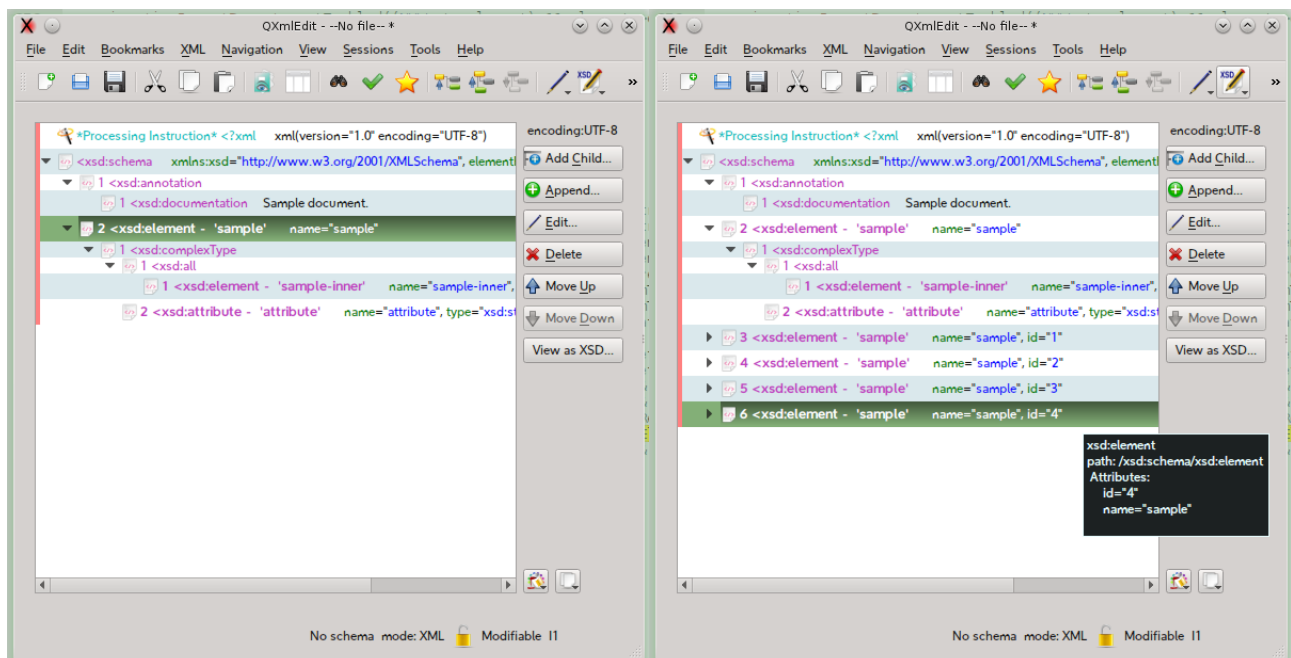 QXmlEdit - --No file-- *
File Edit Bookmarks XML Navigation View Sessions Tools Help
XSD »
*Processing Instruction* <?xml xml(version="1.0" encoding="UTF-8")
encoding:UTF-8
<xsd:schema xmlns:xsd="http://www.w3.org/2001/XMLSchema", element
Add Child...
1 <xsd:annotation
Append...
1 <xsd:documentation Sample document.
2 <xsd:element - 'sample' name="sample"
Edit...
1 <xsd:complexType
Delete
1 <xsd:all
1 <xsd:element - 'sample-inner' name="sample-inner",
Move Up
2 <xsd:attribute - 'attribute' name="attribute", type="xsd:st
Move Down
View as XSD...
No schema mode: XML Modifiable I1
QXmlEdit - --No file-- *
File Edit Bookmarks XML Navigation View Sessions Tools Help
XSD »
*Processing Instruction* <?xml xml(version="1.0" encoding="UTF-8")
encoding:UTF-8
<xsd:schema xmlns:xsd="http://www.w3.org/2001/XMLSchema", element
Add Child...
1 <xsd:annotation
Append...
1 <xsd:documentation Sample document.
2 <xsd:element - 'sample' name="sample"
Edit...
1 <xsd:complexType
Delete
1 <xsd:all
1 <xsd:element - 'sample-inner' name="sample-inner",
Move Up
2 <xsd:attribute - 'attribute' name="attribute", type="xsd:st
Move Down
3 <xsd:element - 'sample' name="sample", id="1"
View as XSD...
4 <xsd:element - 'sample' name="sample", id="2"
5 <xsd:element - 'sample' name="sample", id="3"
6 <xsd:element - 'sample' name="sample", id="4"
xsd:element
path: /xsd:schema/xsd:element
Attributes:
id="4"
name="sample"
No schema mode: XML Modifiable I1